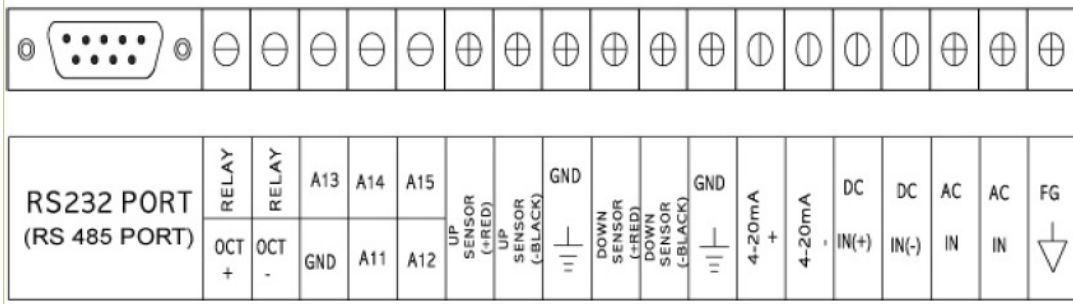 RS232 PORT
(RS 485 PORT)
RELAY
OCT
+
RELAY
OCT
-
A13
GND
A14
A11
A15
A12
UP
SENSOR
(+RED)
UP
SENSOR
(-BLACK)
GND
DOWN
SENSOR
(+RED)
DOWN
SENSOR
(-BLACK)
GND
4-20mA
+
4-20mA
-
DC
IN(+)
DC
IN(-)
AC
IN
AC
IN
FG